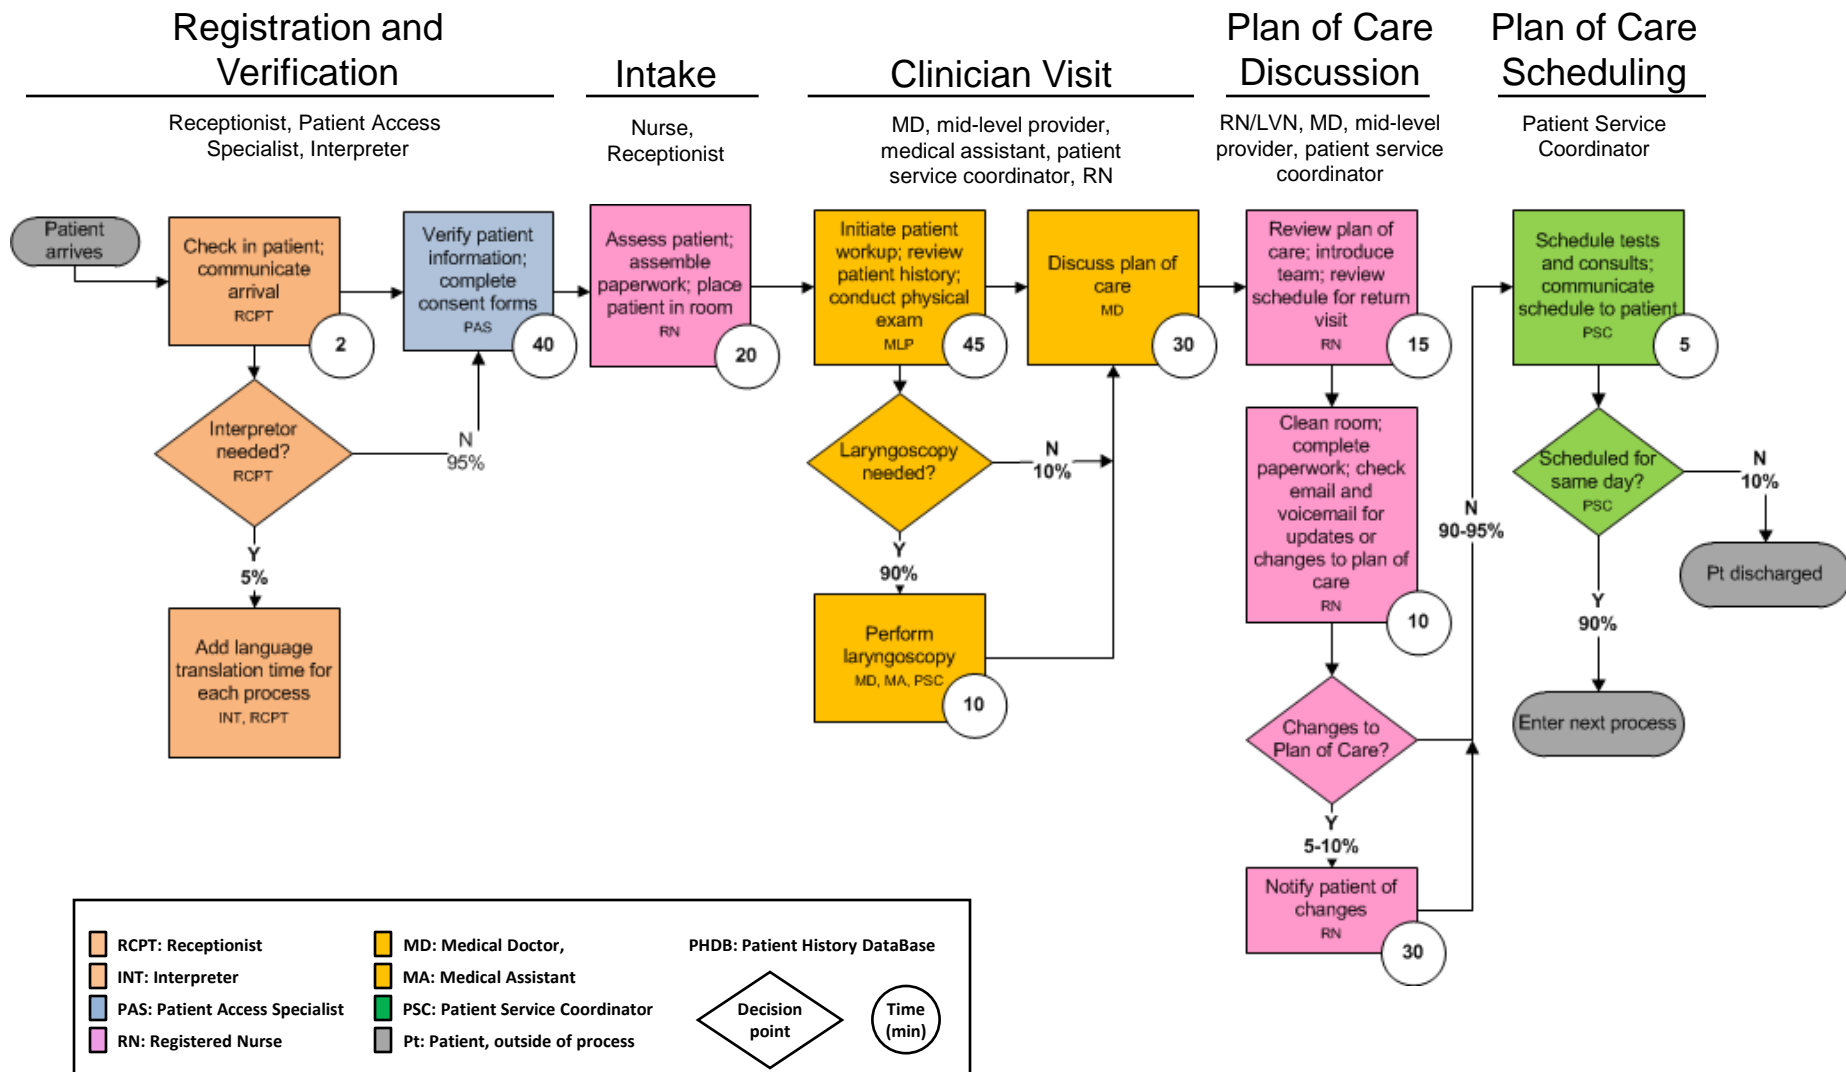 Registration and
Verification
Intake
Clinician Visit
Plan of Care
Discussion
Plan of Care
Scheduling
Receptionist, Patient Access
Specialist, Interpreter
Nurse,
Receptionist
MD, mid-level provider,
medical assistant, patient
service coordinator, RN
RN/LVN, MD, mid-level
provider, patient service
coordinator
Patient Service
Coordinator
Patient
arrives
Check in patient;
communicate
arrival
RCPT
2
Verify patient
information;
complete
consent forms
PAS
40
Assess patient;
assemble
paperwork; place
patient in room
RN
20
Initiate patient
workup; review
patient history;
conduct physical
exam
MLP
45
Discuss plan of
care
MD
30
Review plan of
care; introduce
team; review
schedule for return
visit
RN
15
Schedule tests
and consults;
communicate
schedule to patient
PSC
5
Interpretor
needed?
RCPT
N
95%
Y
5%
Add language
translation time for
each process
INT, RCPT
Laryngoscopy
needed?
N
10%
Y
90%
Perform
laryngoscopy
MD, MA, PSC
10
Clean room;
complete
paperwork; check
email and
voicemail for
updates or
changes to plan of
care
RN
10
Changes to
Plan of Care?
N
90-95%
Y
5-10%
Notify patient of
changes
RN
30
Scheduled for
same day?
PSC
N
10%
Pt discharged
Y
90%
Enter next process
RCPT: Receptionist
INT: Interpreter
PAS: Patient Access Specialist
RN: Registered Nurse
MD: Medical Doctor,
MA: Medical Assistant
PSC: Patient Service Coordinator
Pt: Patient, outside of process
PHDB: Patient History DataBase
Decision
point
Time
(min)